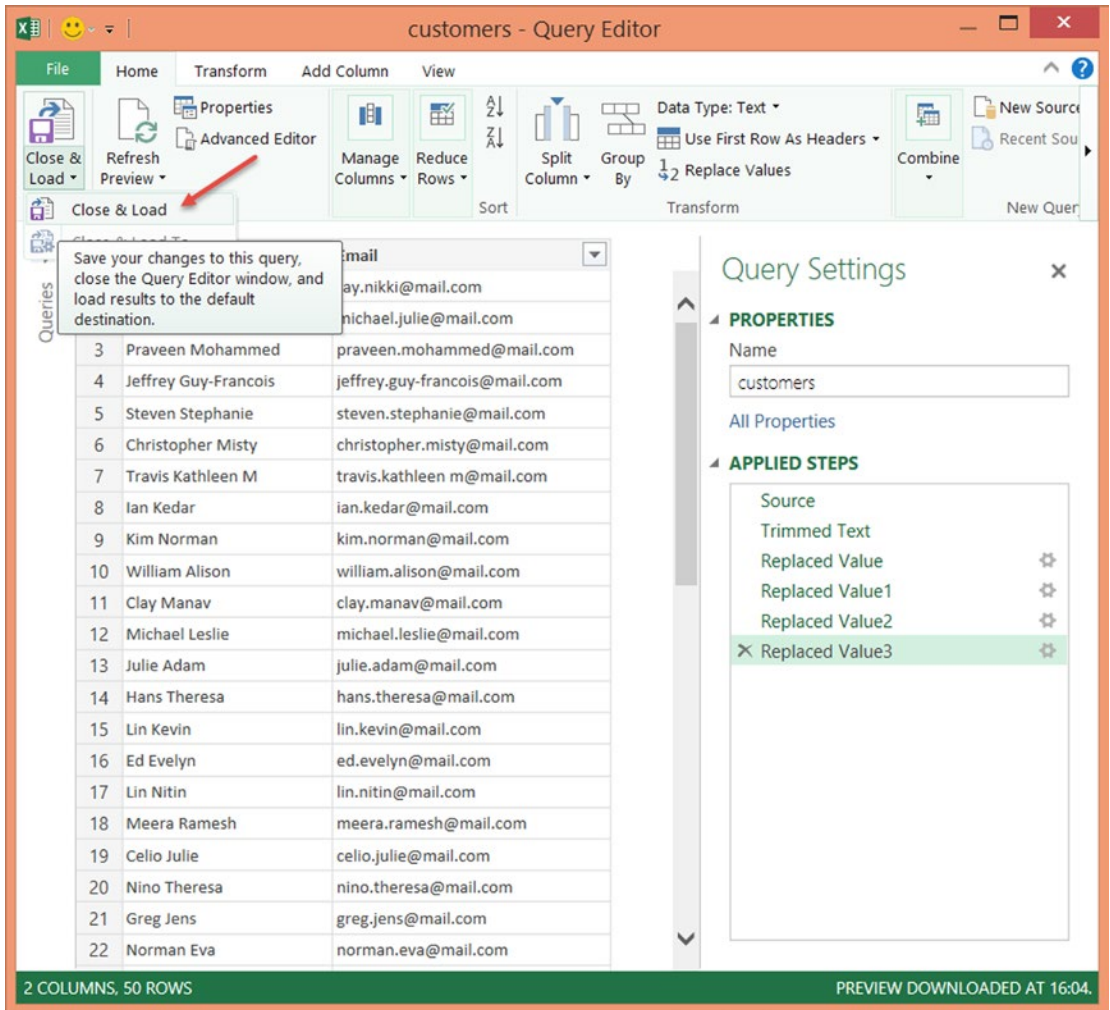 customers - Query Editor
File Home Transform Add Column View
Close & Load
Refresh Preview
Properties
Advanced Editor
Manage Columns
Reduce Rows
Sort
Split Column
Group By
Data Type: Text
Use First Row As Headers
Replace Values
Transform
Combine
New Source
Recent Sou
New Quer
Close & Load
Save your changes to this query,
close the Query Editor window, and
load results to the default
destination.
Queries
Email
ay.nikki@mail.com
michael.julie@mail.com
3 Praveen Mohammed praveen.mohammed@mail.com
4 Jeffrey Guy-Francois jeffrey.guy-francois@mail.com
5 Steven Stephanie steven.stephanie@mail.com
6 Christopher Misty christopher.misty@mail.com
7 Travis Kathleen M travis.kathleen m@mail.com
8 Ian Kedar ian.kedar@mail.com
9 Kim Norman kim.norman@mail.com
10 William Alison william.alison@mail.com
11 Clay Manav clay.manav@mail.com
12 Michael Leslie michael.leslie@mail.com
13 Julie Adam julie.adam@mail.com
14 Hans Theresa hans.theresa@mail.com
15 Lin Kevin lin.kevin@mail.com
16 Ed Evelyn ed.evelyn@mail.com
17 Lin Nitin lin.nitin@mail.com
18 Meera Ramesh meera.ramesh@mail.com
19 Celio Julie celio.julie@mail.com
20 Nino Theresa nino.theresa@mail.com
21 Greg Jens greg.jens@mail.com
22 Norman Eva norman.eva@mail.com
Query Settings
PROPERTIES
Name
customers
All Properties
APPLIED STEPS
Source
Trimmed Text
Replaced Value
Replaced Value1
Replaced Value2
Replaced Value3
2 COLUMNS, 50 ROWS
PREVIEW DOWNLOADED AT 16:04.